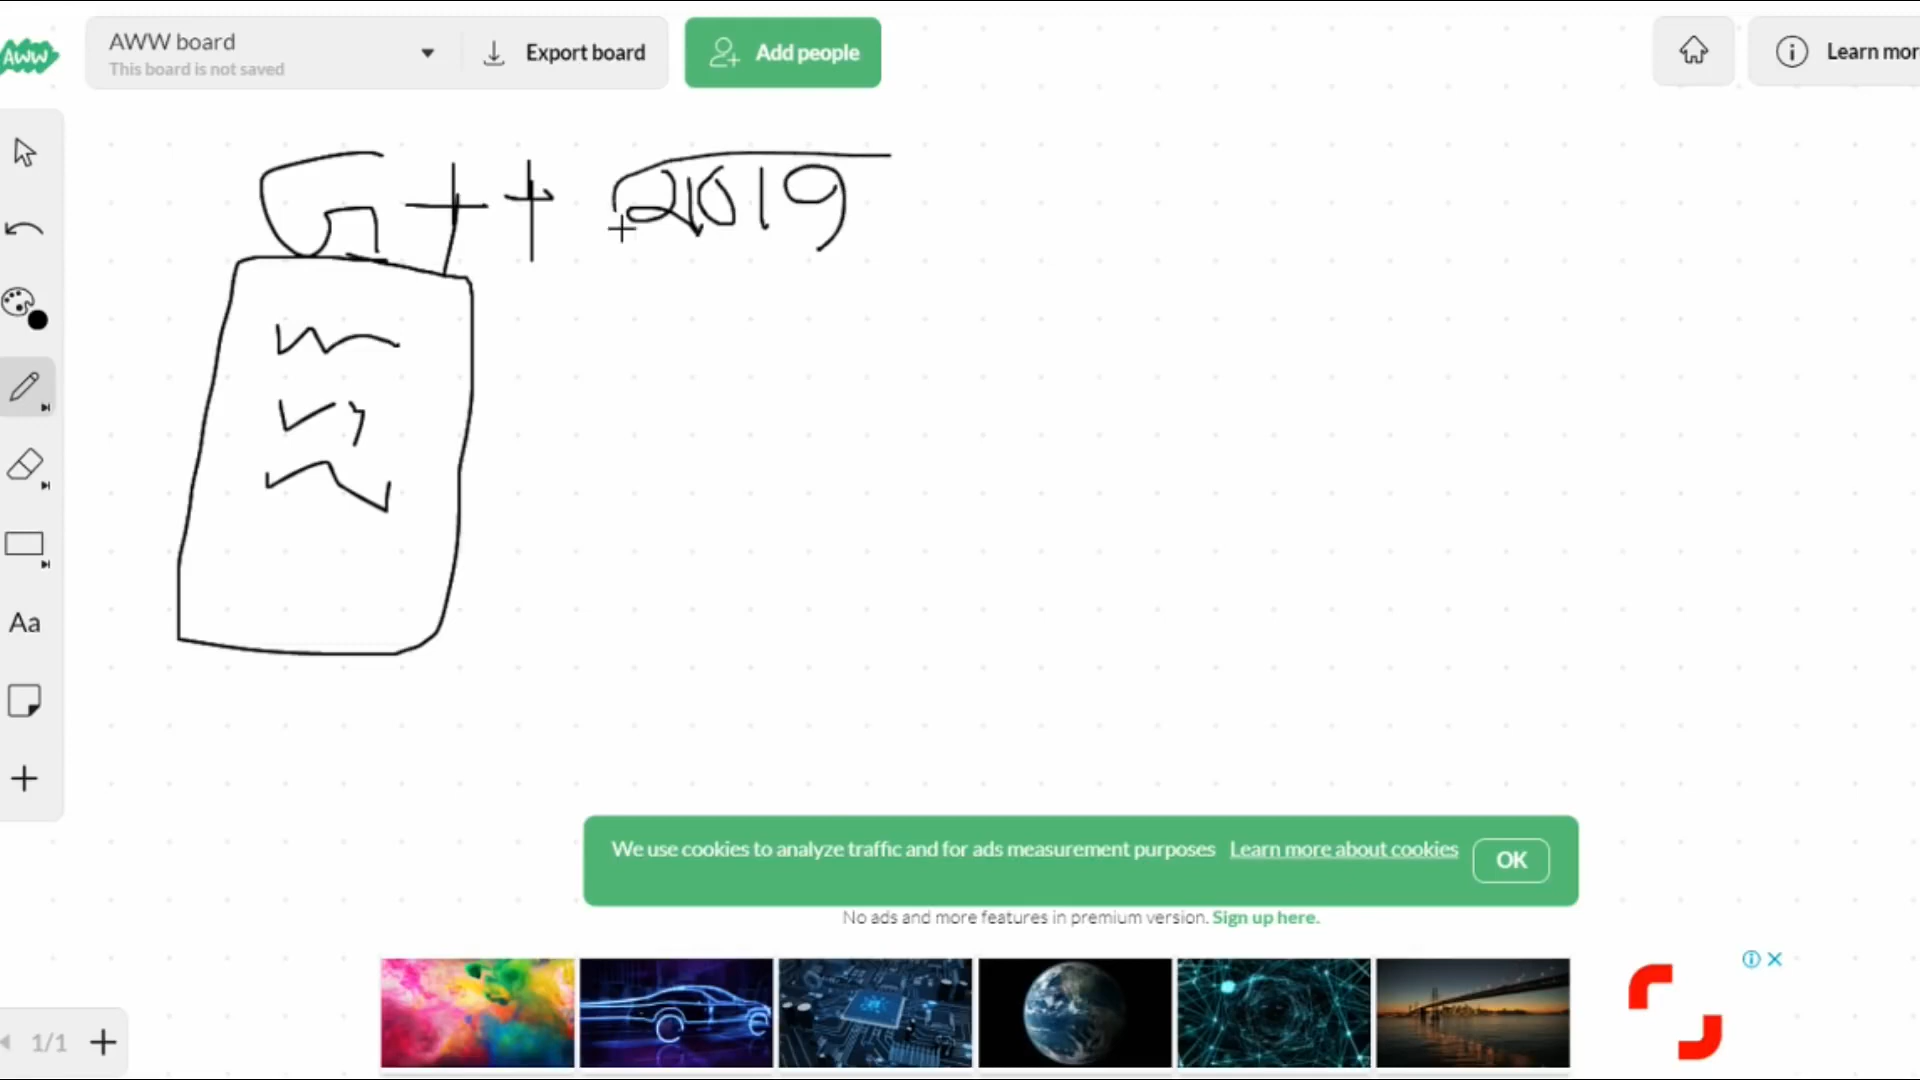 AWW
AWW board
This board is not saved
Export board
Add people
Learn mor
G++ 2019
Aa
We use cookies to analyze traffic and for ads measurement purposes Learn more about cookies
OK
No ads and more features in premium version. Sign up here.
1/1